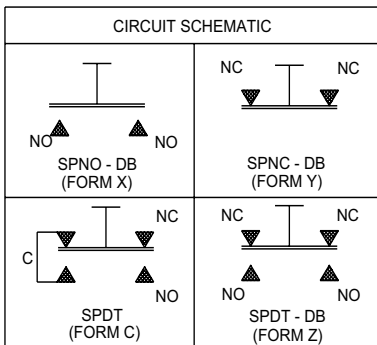 CIRCUIT SCHEMATIC
NO NO
SPNO - DB
(FORM X)
NC NC
SPNC - DB
(FORM Y)
NC
C
NO
SPDT
(FORM C)
NC NC
NO NO
SPDT - DB
(FORM Z)